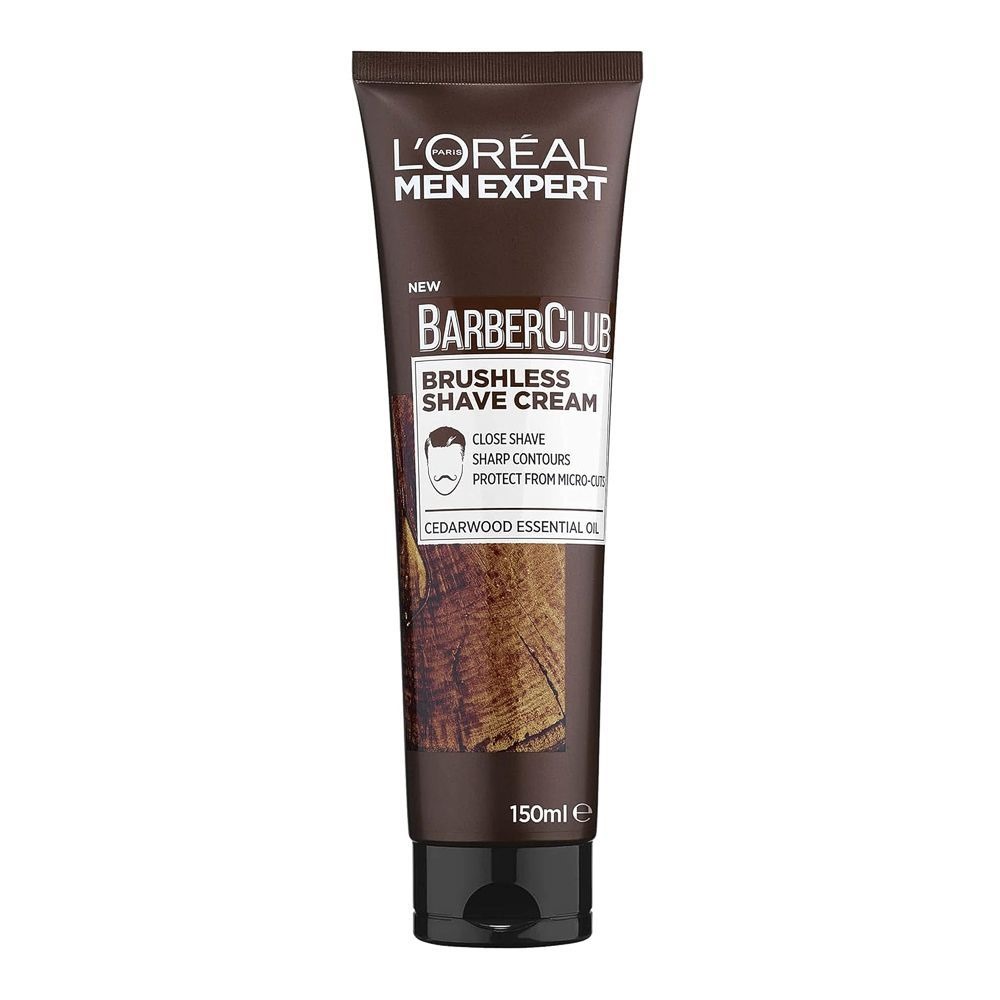 L'ORÉAL
PARIS
MEN EXPERT
NEW
BARBERCLUB
BRUSHLESS
SHAVE CREAM
CLOSE SHAVE
SHARP CONTOURS
PROTECT FROM MICRO-CUTS
CEDARWOOD ESSENTIAL OIL
150ml ℮